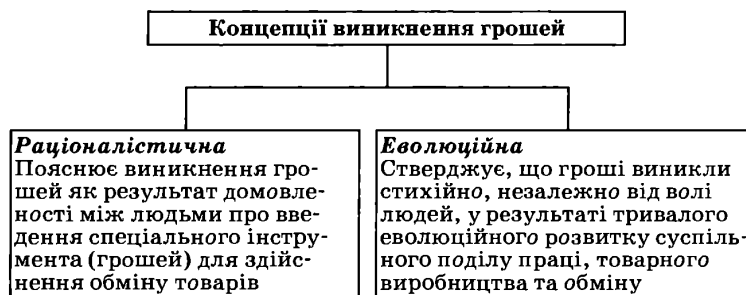 Концепції виникнення грошей
Раціоналістична
Пояснює виникнення гро-
шей як результат домовле-
ності між людьми про вве-
дення спеціального інстру-
мента (грошей) для здійс-
нення обміну товарів
Еволюційна
Стверджує, що гроші виникли
стихійно, незалежно від волі
людей, у результаті тривалого
еволюційного розвитку суспіль-
ного поділу праці, товарного
виробництва та обміну